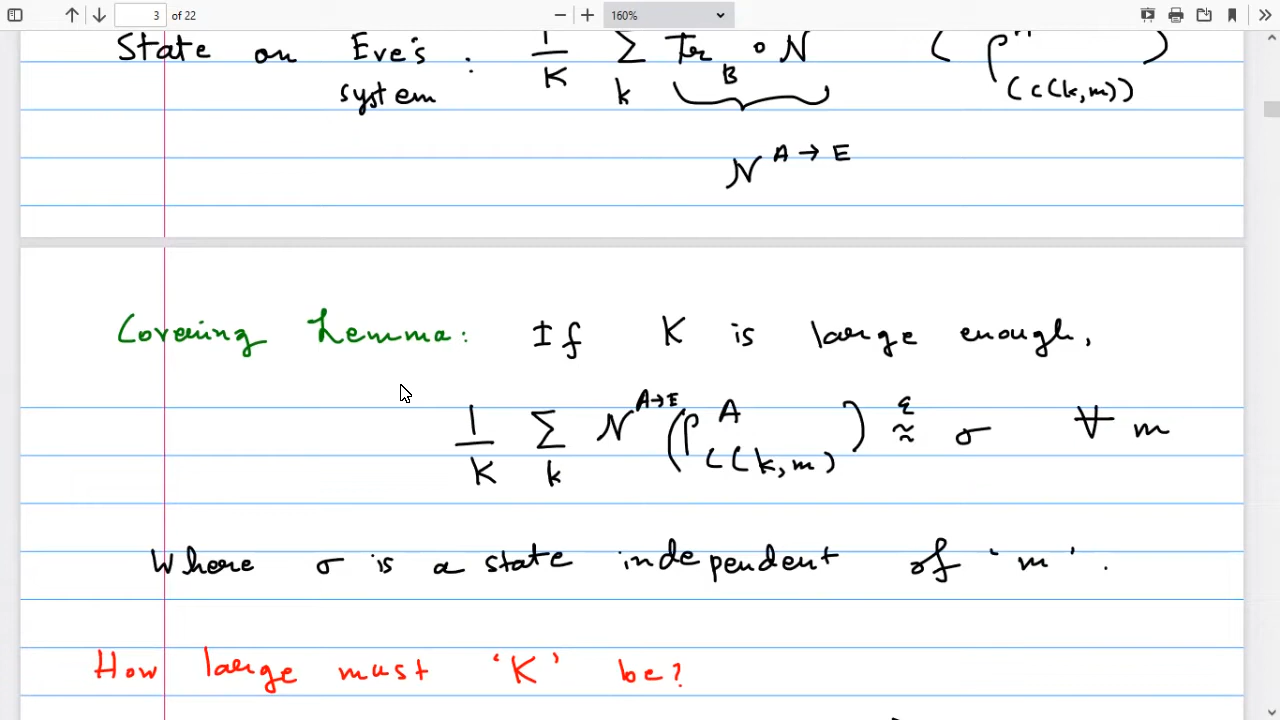 3 of 22
160%
State on Eve's : 1/K Σ_k Tr_B ∘ N ( ρ^A_(c(k,m)) )
system
N^{A → E}
Covering Lemma: If K is large enough,
1/K Σ_k N^{A→E} ( ρ^A_{c(k,m)} ) ≈^ε σ ∀ m
Where σ is a state independent of 'm'.
How large must 'K' be?